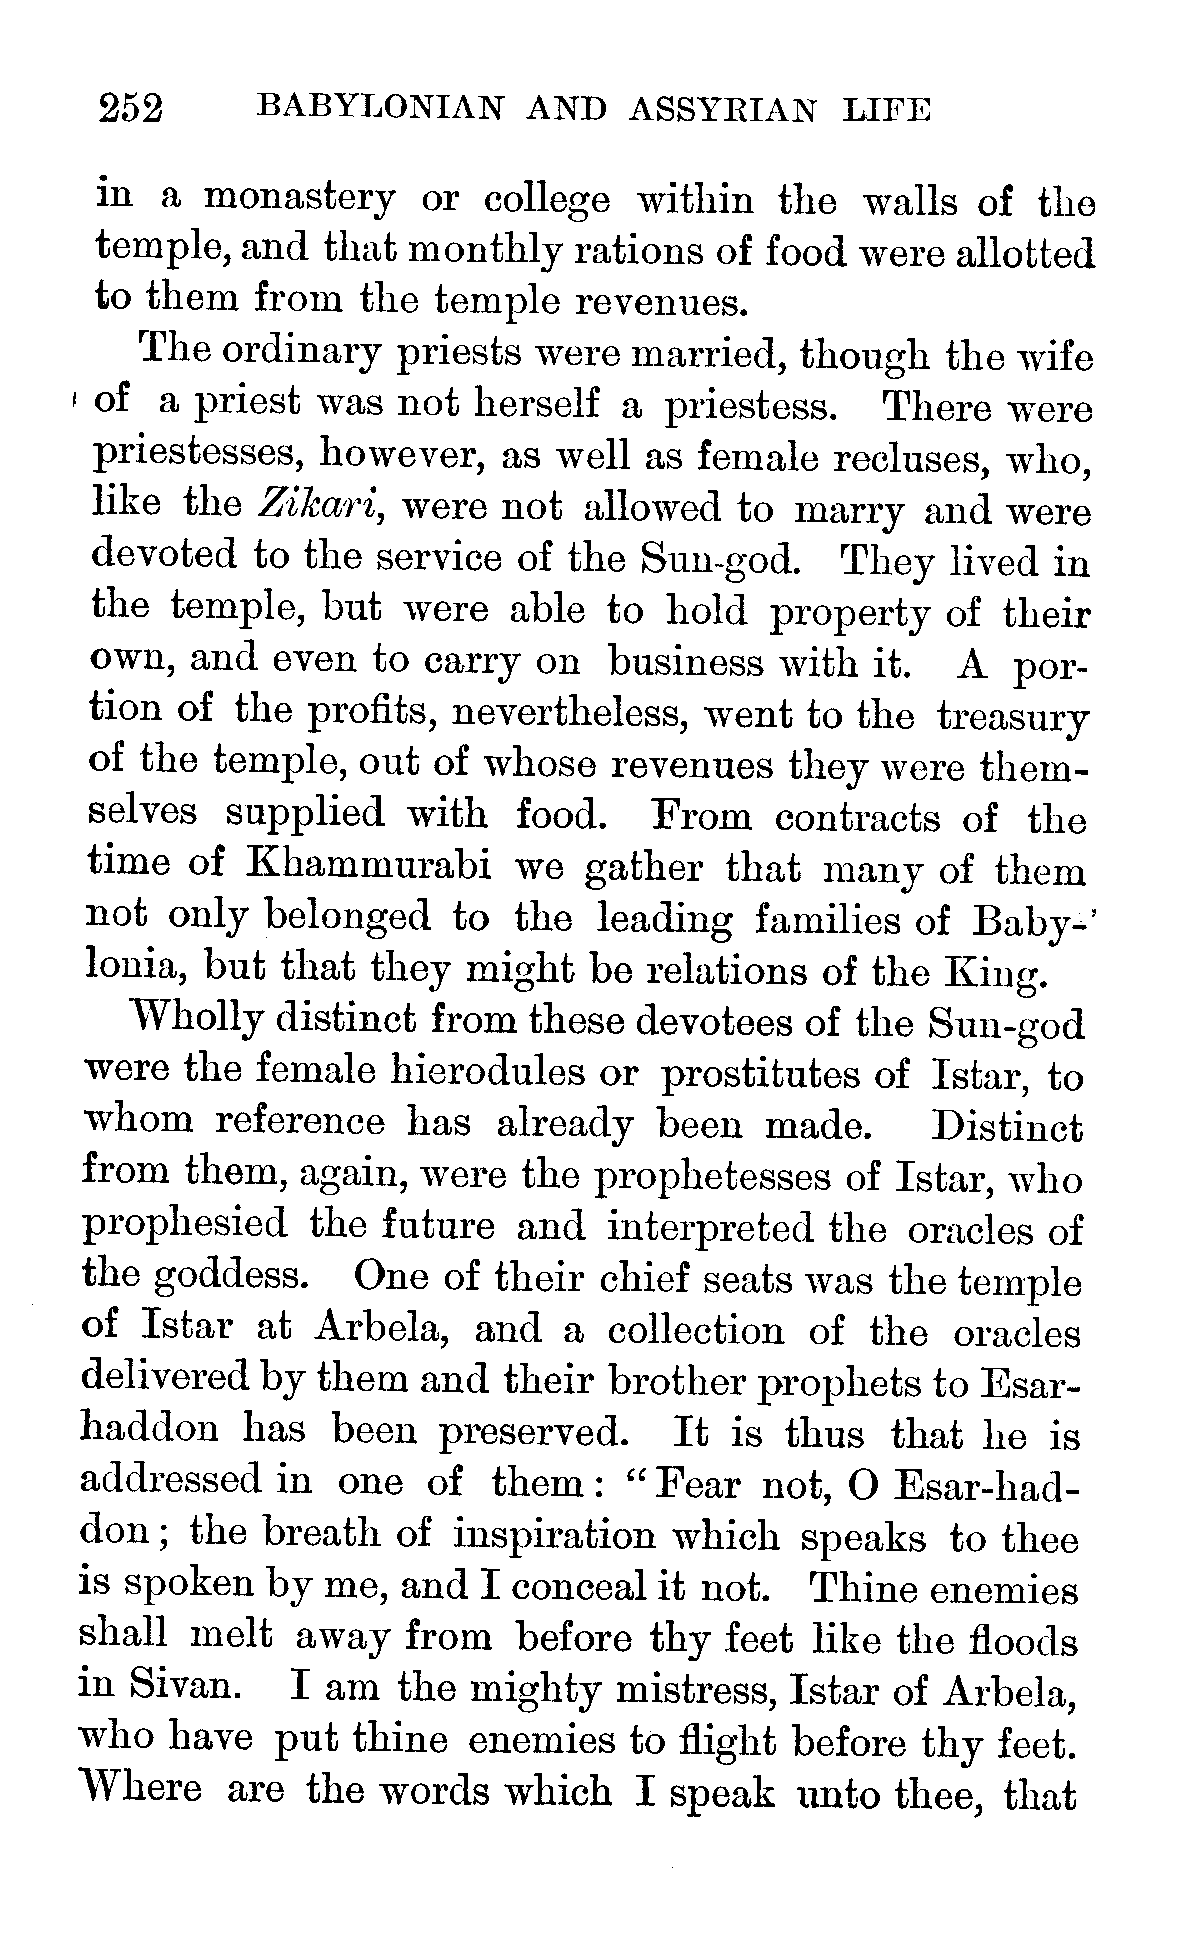 252 BABYLONIAN AND ASSYRIAN LIFE
in a monastery or college within the walls of the
temple, and that monthly rations of food were allotted
to them from the temple revenues.
The ordinary priests were married, though the wife
of a priest was not herself a priestess. There were
priestesses, however, as well as female recluses, who,
like the Zikari, were not allowed to marry and were
devoted to the service of the Sun-god. They lived in
the temple, but were able to hold property of their
own, and even to carry on business with it. A por-
tion of the profits, nevertheless, went to the treasury
of the temple, out of whose revenues they were them-
selves supplied with food. From contracts of the
time of Khammurabi we gather that many of them
not only belonged to the leading families of Baby-
lonia, but that they might be relations of the King.
Wholly distinct from these devotees of the Sun-god
were the female hierodules or prostitutes of Istar, to
whom reference has already been made. Distinct
from them, again, were the prophetesses of Istar, who
prophesied the future and interpreted the oracles of
the goddess. One of their chief seats was the temple
of Istar at Arbela, and a collection of the oracles
delivered by them and their brother prophets to Esar-
haddon has been preserved. It is thus that he is
addressed in one of them: “Fear not, O Esar-had-
don; the breath of inspiration which speaks to thee
is spoken by me, and I conceal it not. Thine enemies
shall melt away from before thy feet like the floods
in Sivan. I am the mighty mistress, Istar of Arbela,
who have put thine enemies to flight before thy feet.
Where are the words which I speak unto thee, that